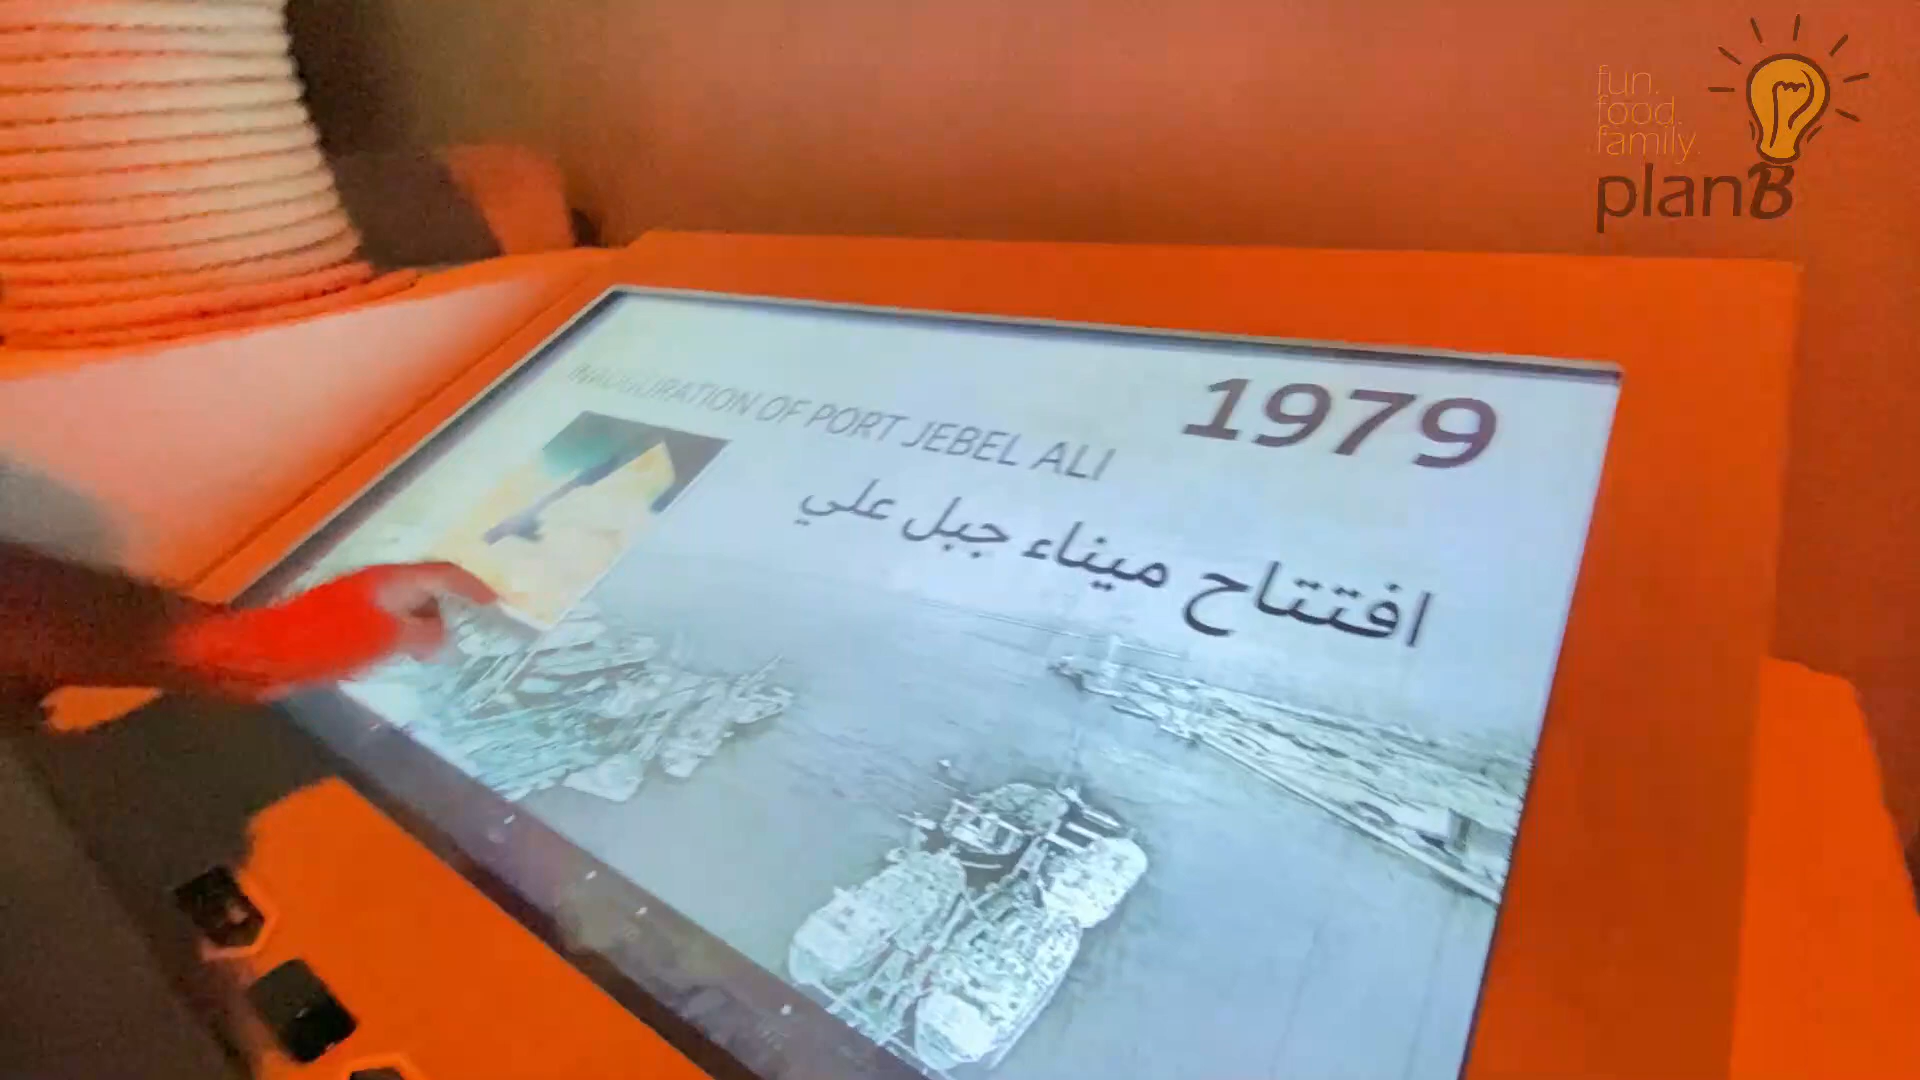 fun.
food.
family.
planB
1979
INAUGURATION OF PORT JEBEL ALI
افتتاح ميناء جبل علي